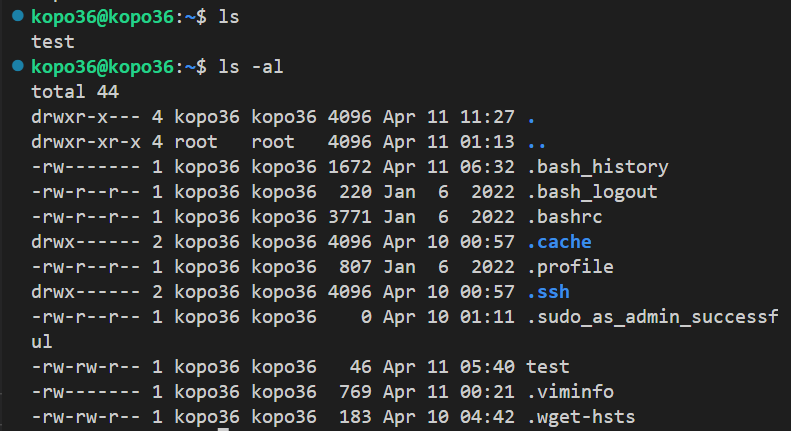 kopo36@kopo36:~$ ls
test
kopo36@kopo36:~$ ls -al
total 44
drwxr-x--- 4 kopo36 kopo36 4096 Apr 11 11:27 .
drwxr-xr-x 4 root   root   4096 Apr 11 01:13 ..
-rw------- 1 kopo36 kopo36 1672 Apr 11 06:32 .bash_history
-rw-r--r-- 1 kopo36 kopo36  220 Jan  6  2022 .bash_logout
-rw-r--r-- 1 kopo36 kopo36 3771 Jan  6  2022 .bashrc
drwx------ 2 kopo36 kopo36 4096 Apr 10 00:57 .cache
-rw-r--r-- 1 kopo36 kopo36  807 Jan  6  2022 .profile
drwx------ 2 kopo36 kopo36 4096 Apr 10 00:57 .ssh
-rw-r--r-- 1 kopo36 kopo36    0 Apr 10 01:11 .sudo_as_admin_successf
ul
-rw-rw-r-- 1 kopo36 kopo36   46 Apr 11 05:40 test
-rw------- 1 kopo36 kopo36  769 Apr 11 00:21 .viminfo
-rw-rw-r-- 1 kopo36 kopo36  183 Apr 10 04:42 .wget-hsts